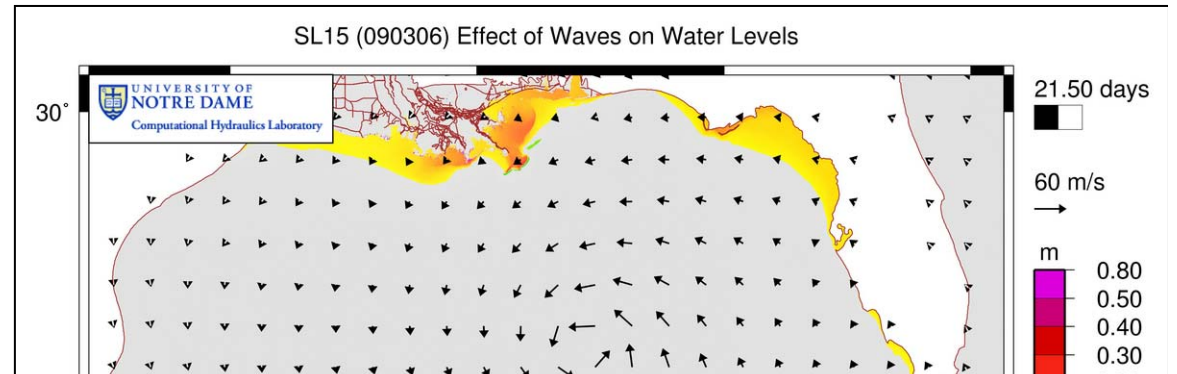 SL15 (090306) Effect of Waves on Water Levels
UNIVERSITY OF
NOTRE DAME
Computational Hydraulics Laboratory
30°
21.50 days
60 m/s
m
0.80
0.50
0.40
0.30